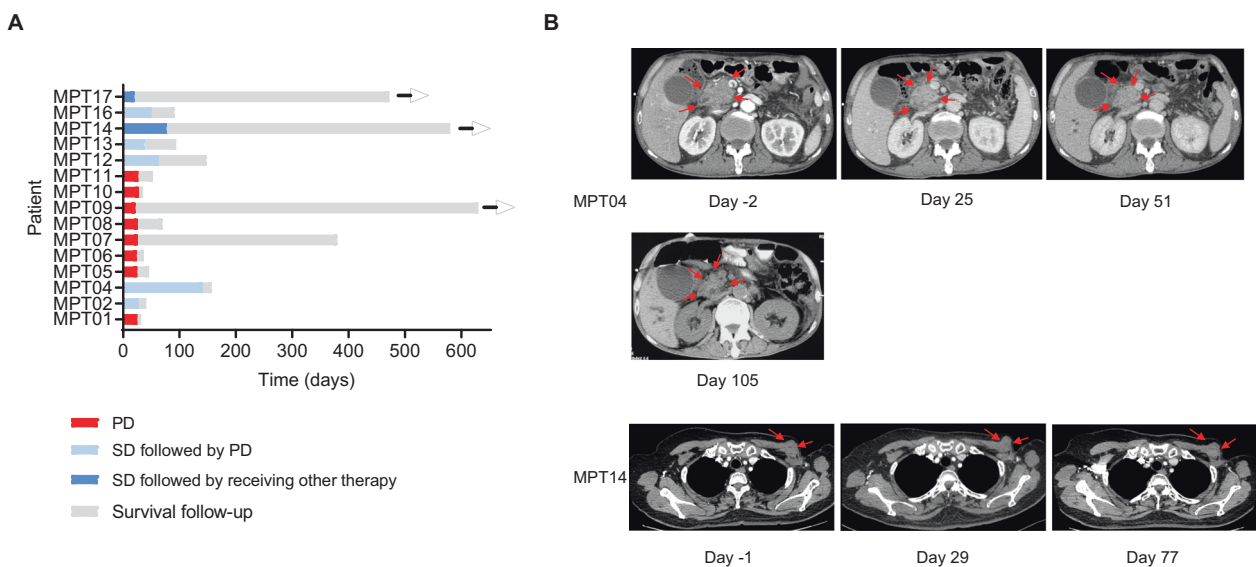 A
MPT17
MPT16
MPT14
MPT13
MPT12
MPT11
MPT10
MPT09
MPT08
MPT07
MPT06
MPT05
MPT04
MPT02
MPT01
Patient
0 100 200 300 400 500 600
Time (days)
PD
SD followed by PD
SD followed by receiving other therapy
Survival follow-up
B
MPT04
Day -2
Day 25
Day 51
Day 105
MPT14
Day -1
Day 29
Day 77